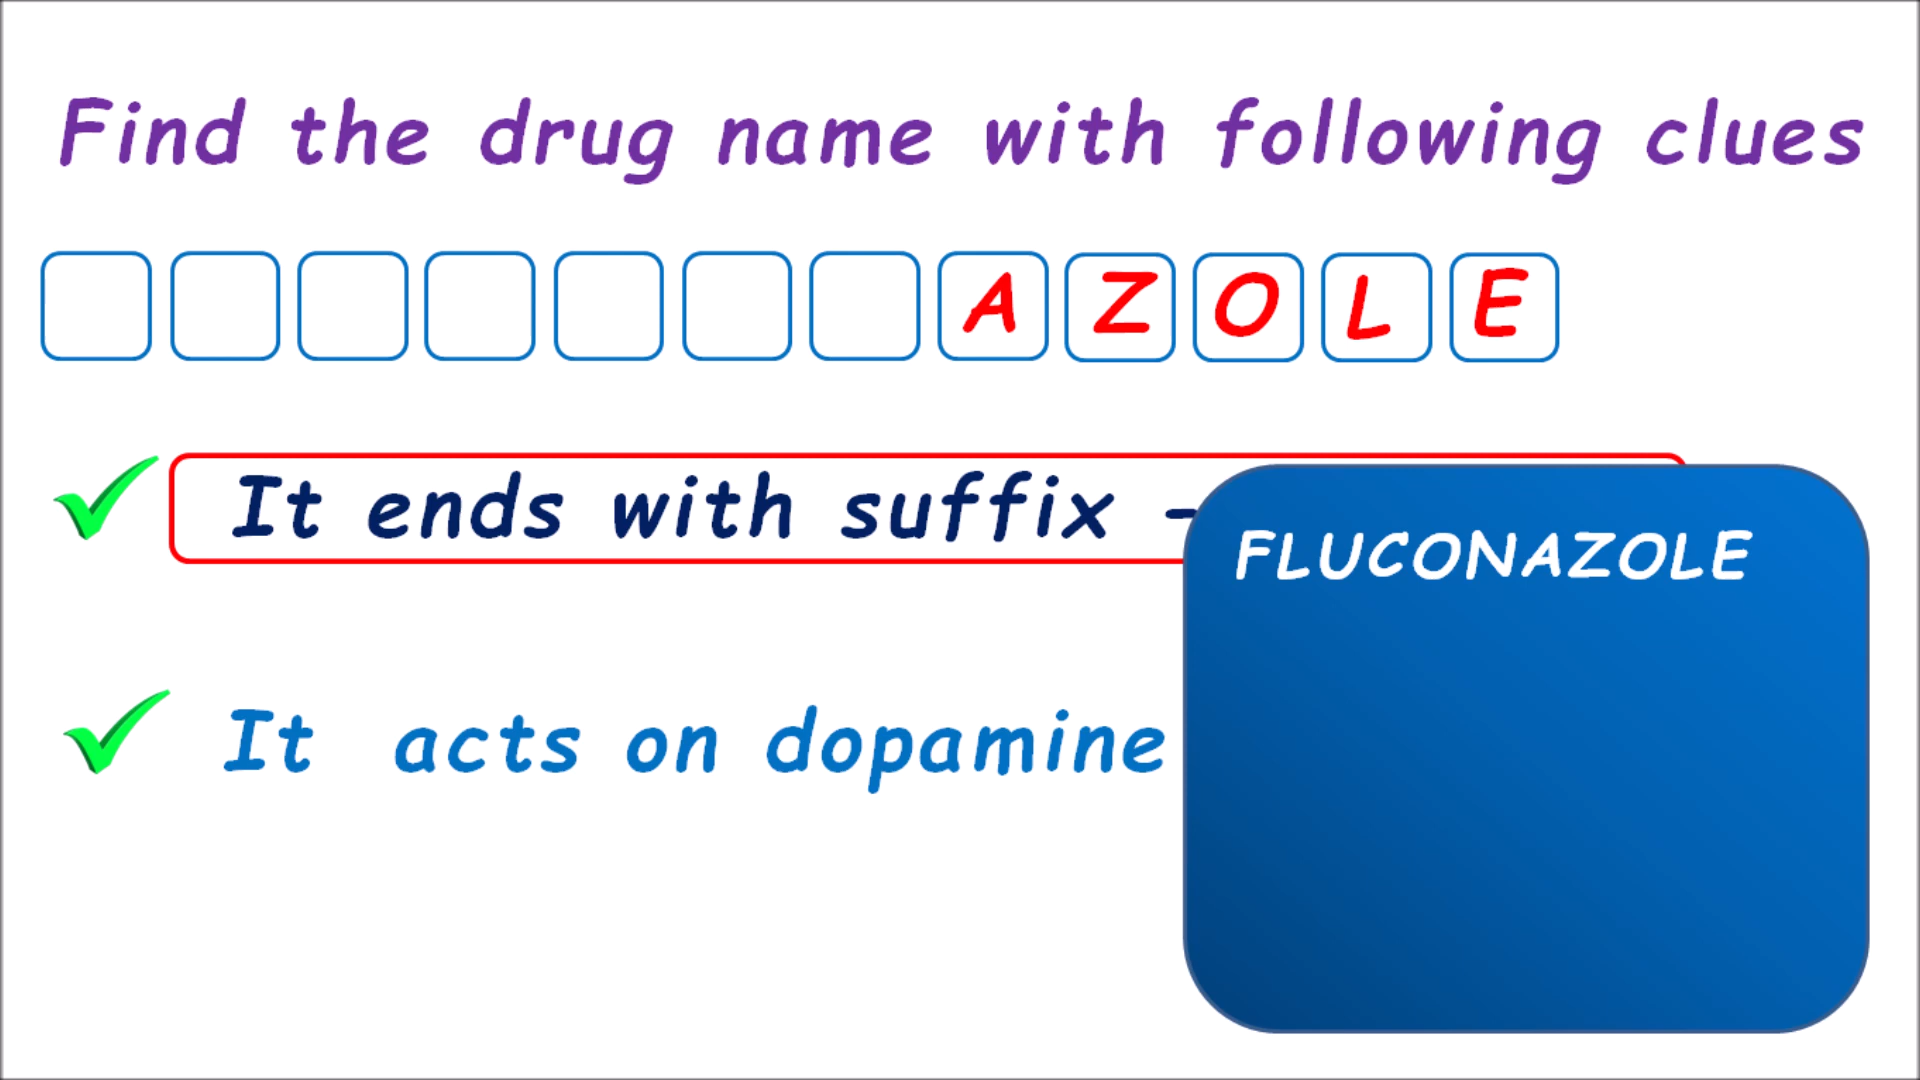 Find the drug name with following clues
A Z O L E
It ends with suffix -
FLUCONAZOLE
It acts on dopamine